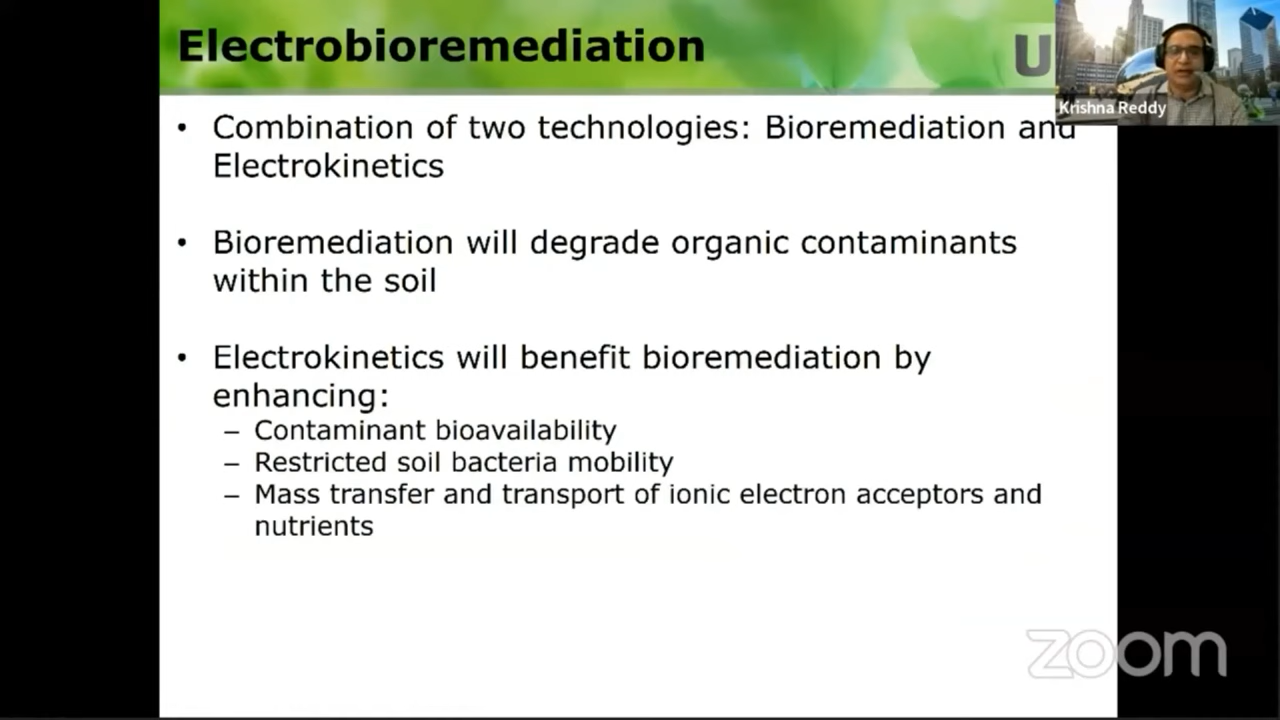 Electrobioremediation
U
Krishna Reddy
• Combination of two technologies: Bioremediation and
Electrokinetics
• Bioremediation will degrade organic contaminants
within the soil
• Electrokinetics will benefit bioremediation by
enhancing:
– Contaminant bioavailability
– Restricted soil bacteria mobility
– Mass transfer and transport of ionic electron acceptors and
nutrients
zoom